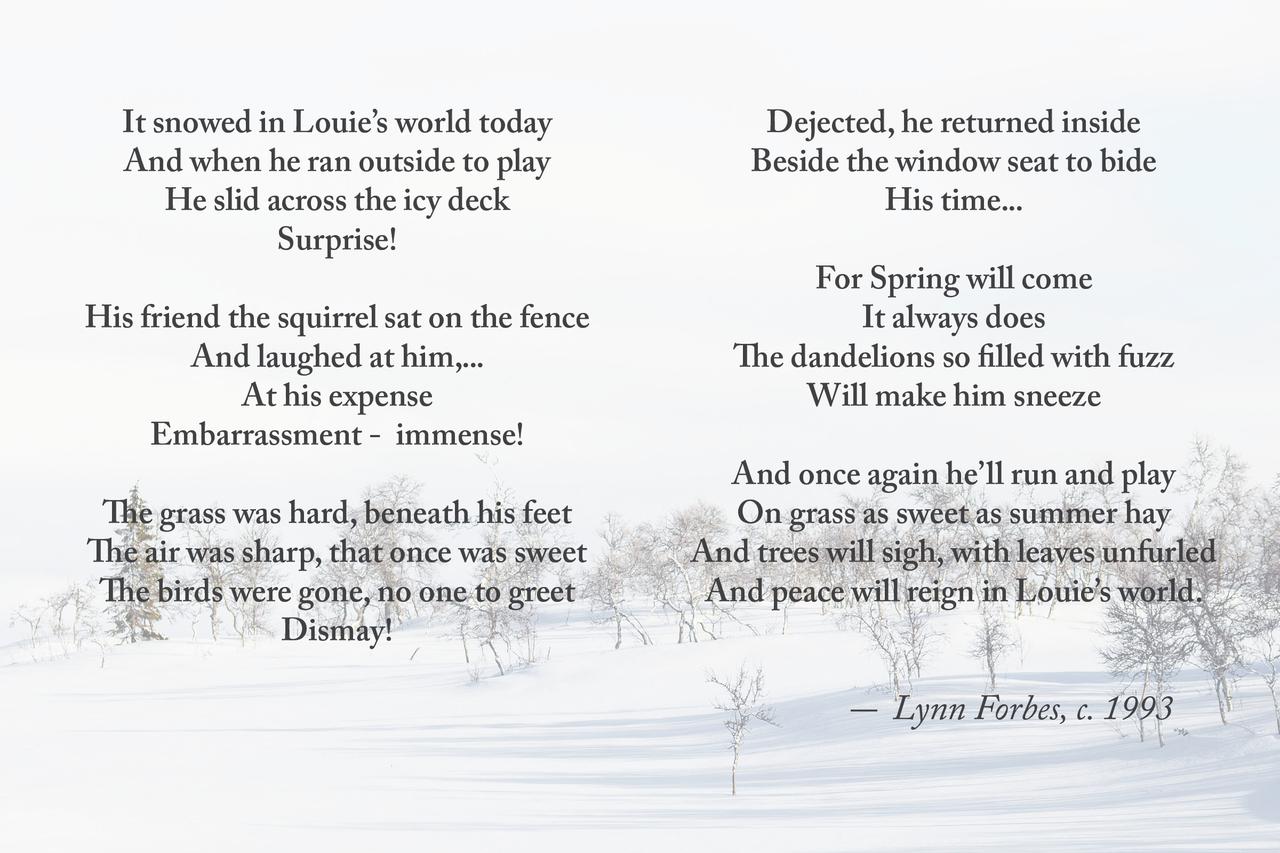 It snowed in Louie’s world today
And when he ran outside to play
He slid across the icy deck
Surprise!
His friend the squirrel sat on the fence
And laughed at him,...
At his expense
Embarrassment -  immense!
The grass was hard, beneath his feet
The air was sharp, that once was sweet
The birds were gone, no one to greet
Dismay!
Dejected, he returned inside
Beside the window seat to bide
His time...
For Spring will come
It always does
The dandelions so filled with fuzz
Will make him sneeze
And once again he’ll run and play
On grass as sweet as summer hay
And trees will sigh, with leaves unfurled
And peace will reign in Louie’s world.
— Lynn Forbes, c. 1993